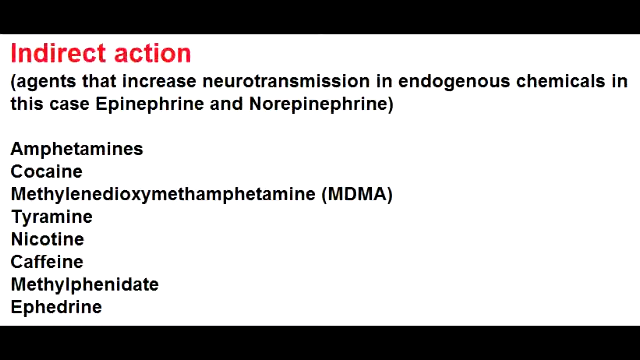 Indirect action
(agents that increase neurotransmission in endogenous chemicals in
this case Epinephrine and Norepinephrine)
Amphetamines
Cocaine
Methylenedioxymethamphetamine (MDMA)
Tyramine
Nicotine
Caffeine
Methylphenidate
Ephedrine